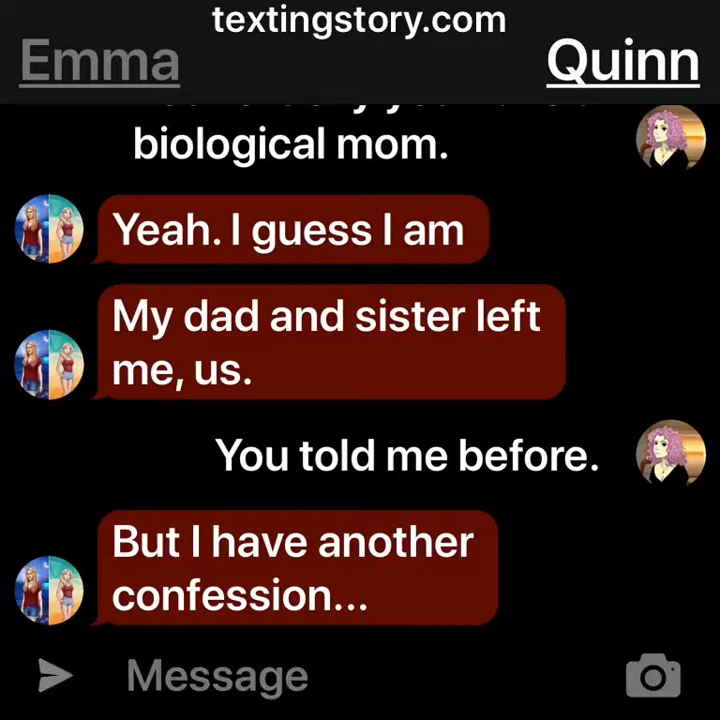 textingstory.com
Emma
Quinn
biological mom.
Yeah. I guess I am
My dad and sister left
me, us.
You told me before.
But I have another
confession...
Message